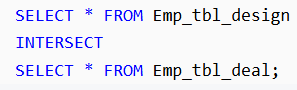 SELECT * FROM Emp_tbl_design
INTERSECT
SELECT * FROM Emp_tbl_deal;